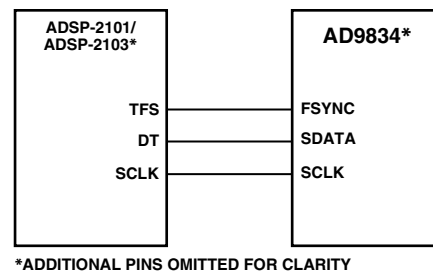 ADSP-2101/
ADSP-2103*
AD9834*
TFS
FSYNC
DT
SDATA
SCLK
SCLK
*ADDITIONAL PINS OMITTED FOR CLARITY